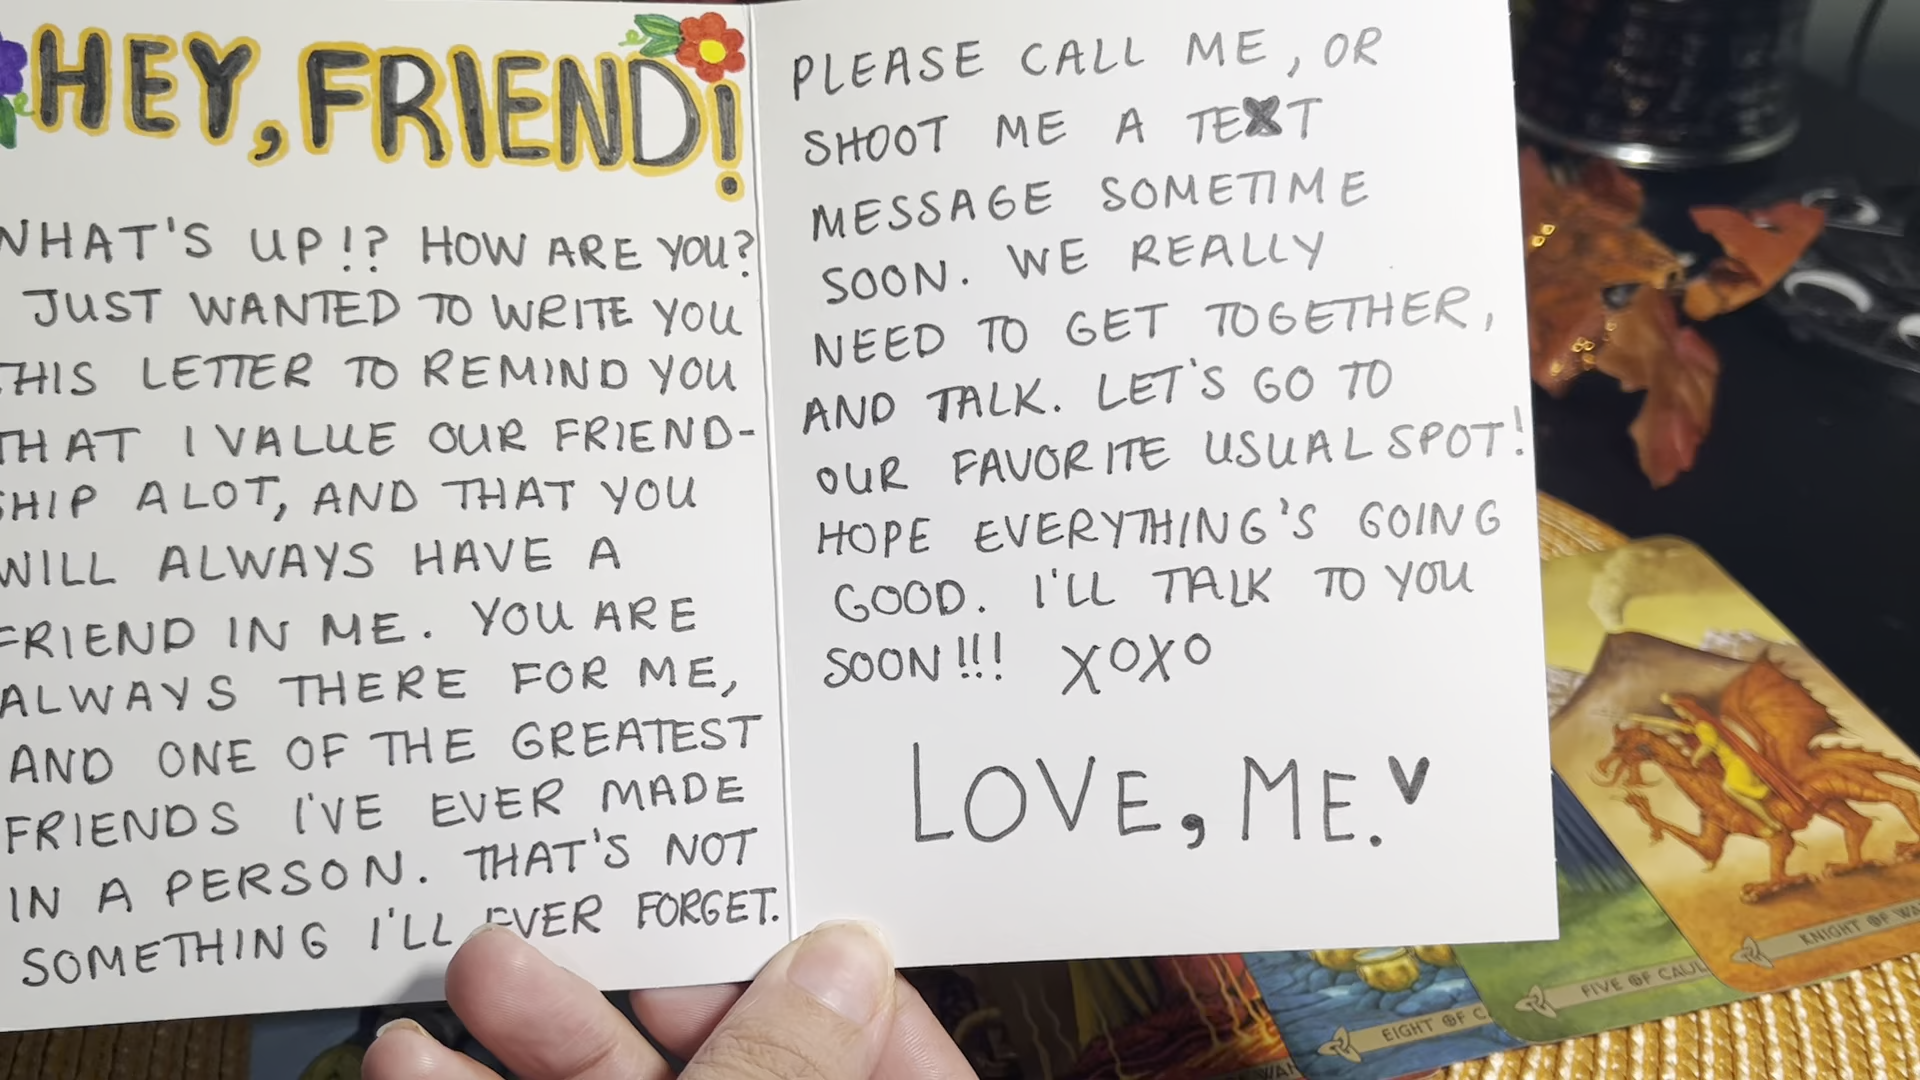 HEY, FRIEND!
WHAT'S UP!? HOW ARE YOU?
JUST WANTED TO WRITE YOU
THIS LETTER TO REMIND YOU
THAT I VALUE OUR FRIEND-
SHIP ALOT, AND THAT YOU
WILL ALWAYS HAVE A
FRIEND IN ME. YOU ARE
ALWAYS THERE FOR ME,
AND ONE OF THE GREATEST
FRIENDS I'VE EVER MADE
IN A PERSON. THAT'S NOT
SOMETHING I'LL EVER FORGET.
PLEASE CALL ME, OR
SHOOT ME A TEXT
MESSAGE SOMETIME
SOON. WE REALLY
NEED TO GET TOGETHER,
AND TALK. LET'S GO TO
OUR FAVORITE USUAL SPOT!
HOPE EVERYTHING'S GOING
GOOD. I'LL TALK TO YOU
SOON!!! XOXO
LOVE, ME.
KNIGHT OF WA
FIVE OF CAUL
EIGHT OF C
WAN